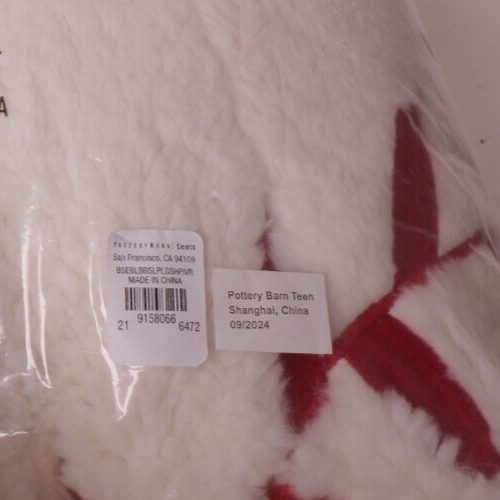 A
POTTERY BARN | teen
San Francisco, CA 94109
BSEBLBBSLPLGSHPIVR
MADE IN CHINA
21 9158066 6472
Pottery Barn Teen
Shanghai, China
09/2024